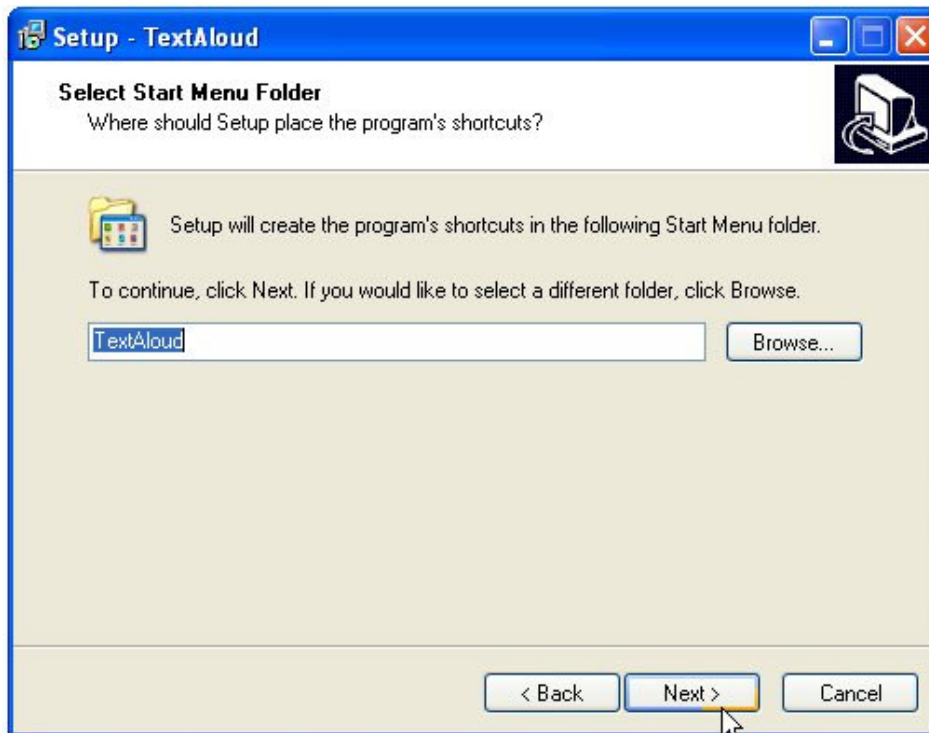 Setup - TextAloud
Select Start Menu Folder
Where should Setup place the program's shortcuts?
Setup will create the program's shortcuts in the following Start Menu folder.
To continue, click Next. If you would like to select a different folder, click Browse.
TextAloud
Browse...
< Back
Next >
Cancel